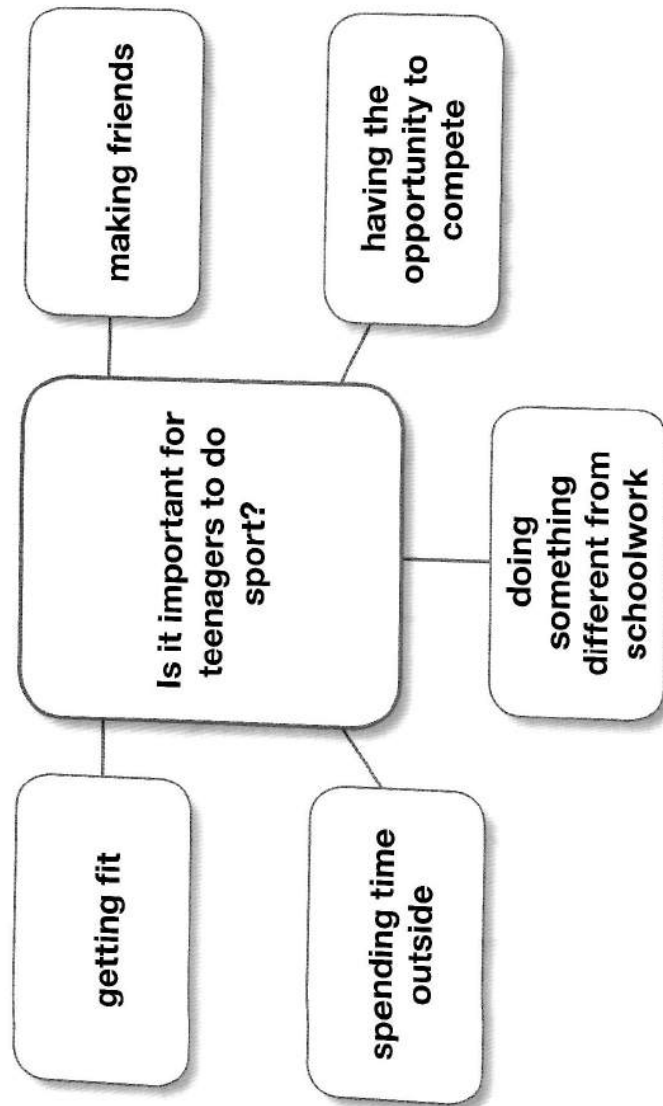 getting fit
Is it important for
teenagers to do
sport?
making friends
spending time
outside
having the
opportunity to
compete
doing
something
different from
schoolwork